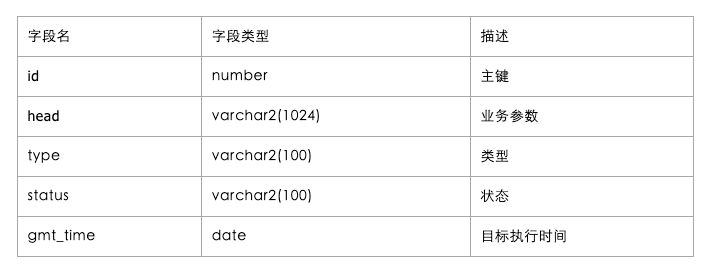 字段名 字段类型 描述
id number 主键
head varchar2(1024) 业务参数
type varchar2(100) 类型
status varchar2(100) 状态
gmt_time date 目标执行时间